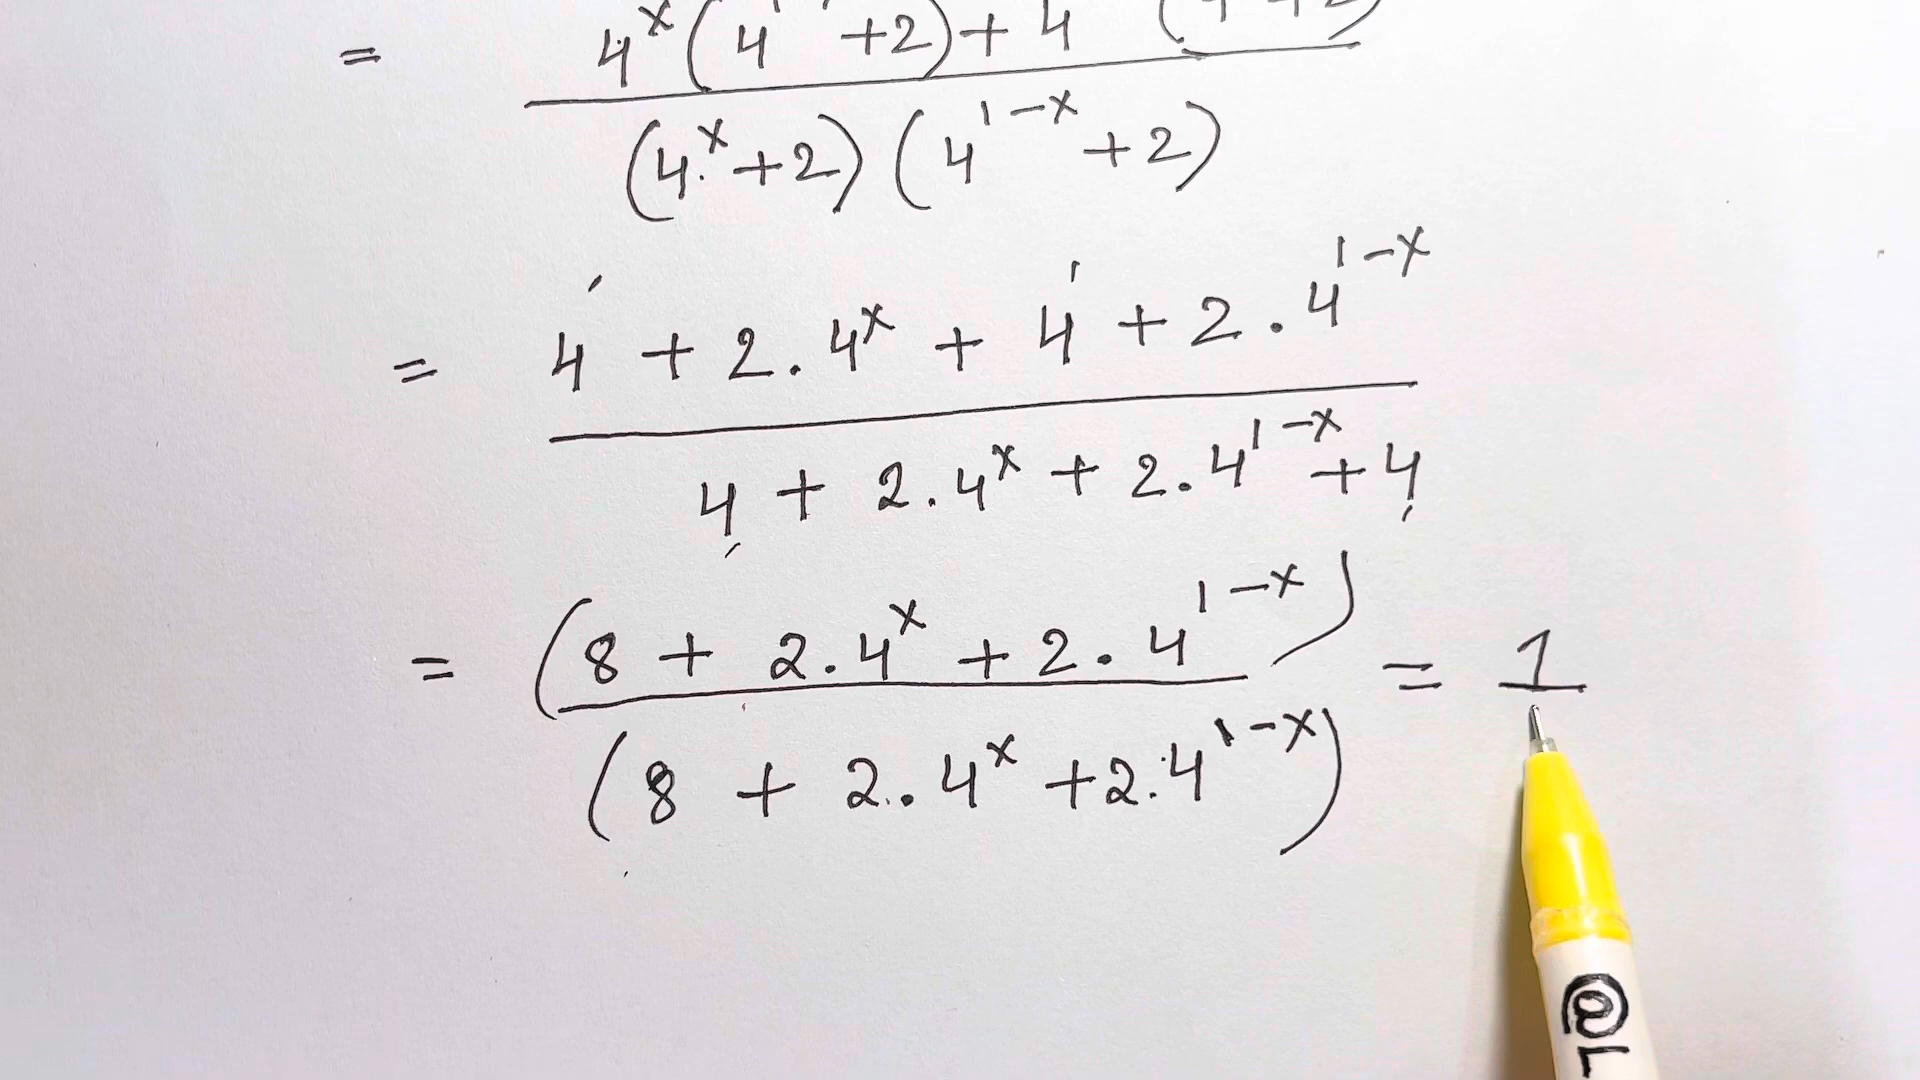 = 4^x(4 +2)+ 4
(4^x+2)(4^{1-x}+2)
= 4 + 2.4^x + 4 + 2.4^{1-x}
4 + 2.4^x + 2.4^{1-x} + 4
= (8 + 2.4^x + 2.4^{1-x}) = 1
(8 + 2.4^x +2.4^{1-x})
@L